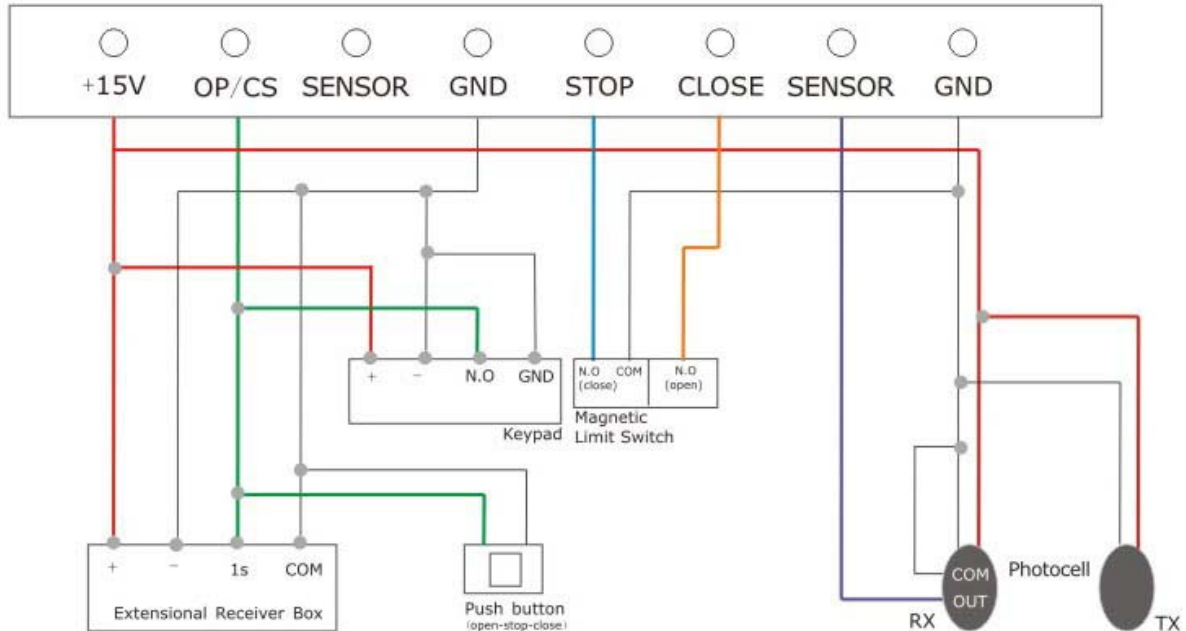 +15V OP/CS SENSOR GND STOP CLOSE SENSOR GND
+ − N.O GND
Keypad
N.O COM N.O
(close) (open)
Magnetic
Limit Switch
+ − 1s COM
Extensional Receiver Box
Push button
(open-stop-close)
COM
OUT
Photocell
RX
TX